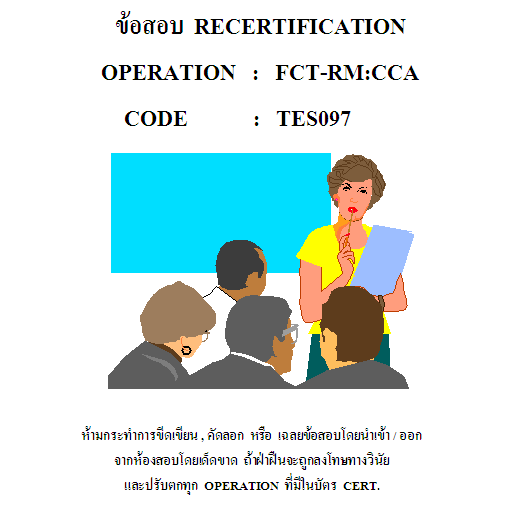 ข้อสอบ RECERTIFICATION
OPERATION : FCT-RM:CCA
CODE : TES097
ห้ามกระทำการขีดเขียน , คัดลอก หรือ เฉลยข้อสอบโดยนำเข้า / ออก
จากห้องสอบโดยเด็ดขาด ถ้าฝ่าฝืนจะถูกลงโทษทางวินัย
และปรับตกทุก OPERATION ที่มีในบัตร CERT.